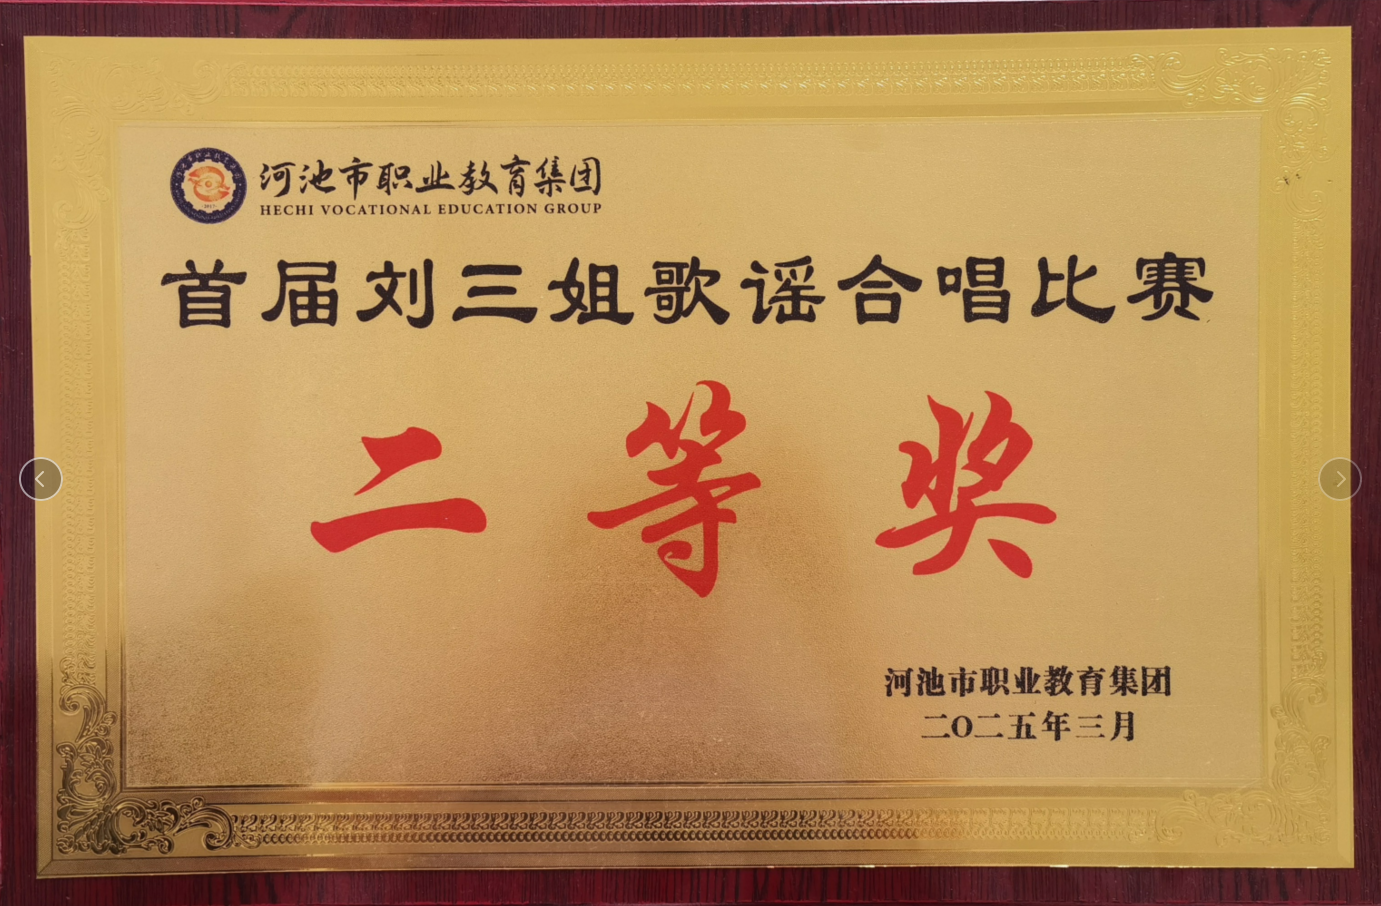 河池市职业教育集团
HECHI VOCATIONAL EDUCATION GROUP
首届刘三姐歌谣合唱比赛
二等奖
河池市职业教育集团
二〇二五年三月